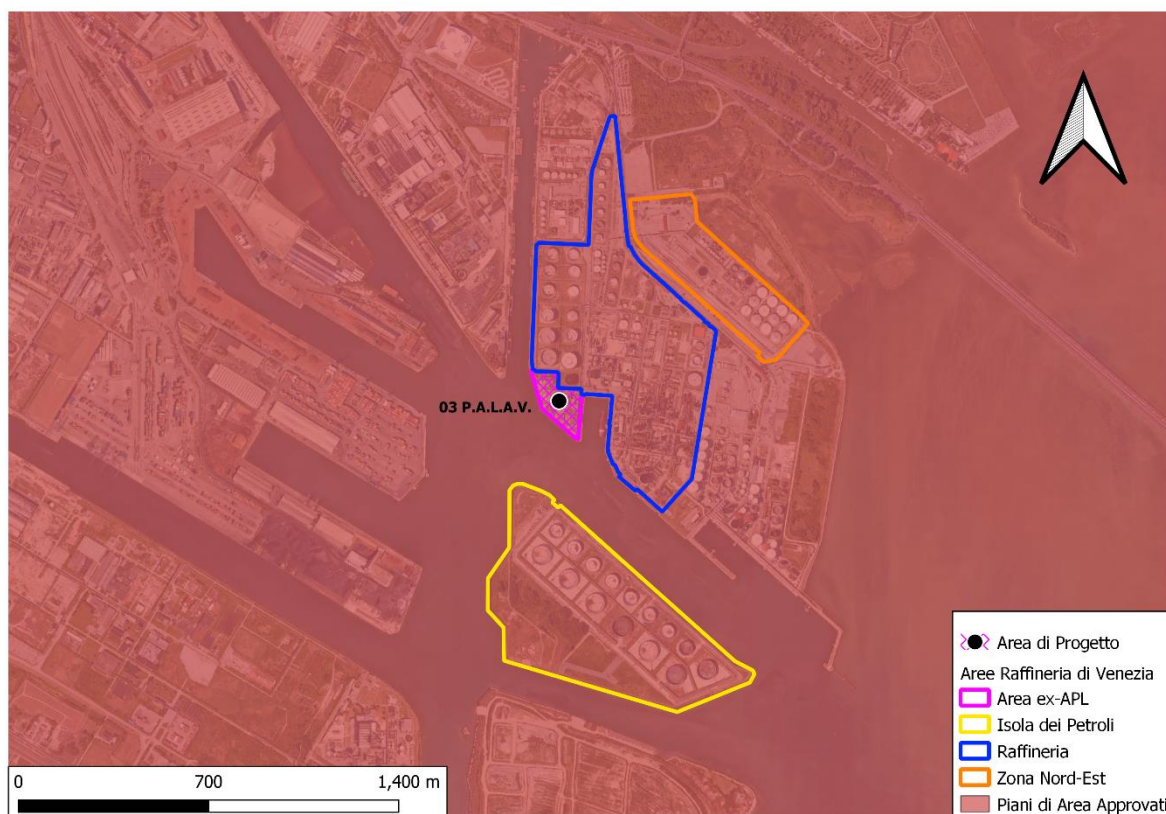 03 P.A.L.A.V.
Area di Progetto
Aree Raffineria di Venezia
Area ex-APL
Isola dei Petroli
Raffineria
Zona Nord-Est
Piani di Area Approvati
0 700 1,400 m